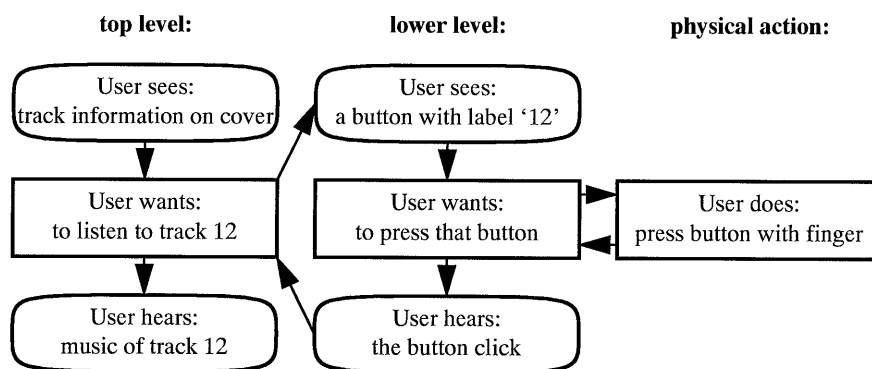 top level:
lower level:
physical action:
User sees:
track information on cover
User sees:
a button with label ‘12’
User wants:
to listen to track 12
User wants:
to press that button
User does:
press button with finger
User hears:
music of track 12
User hears:
the button click